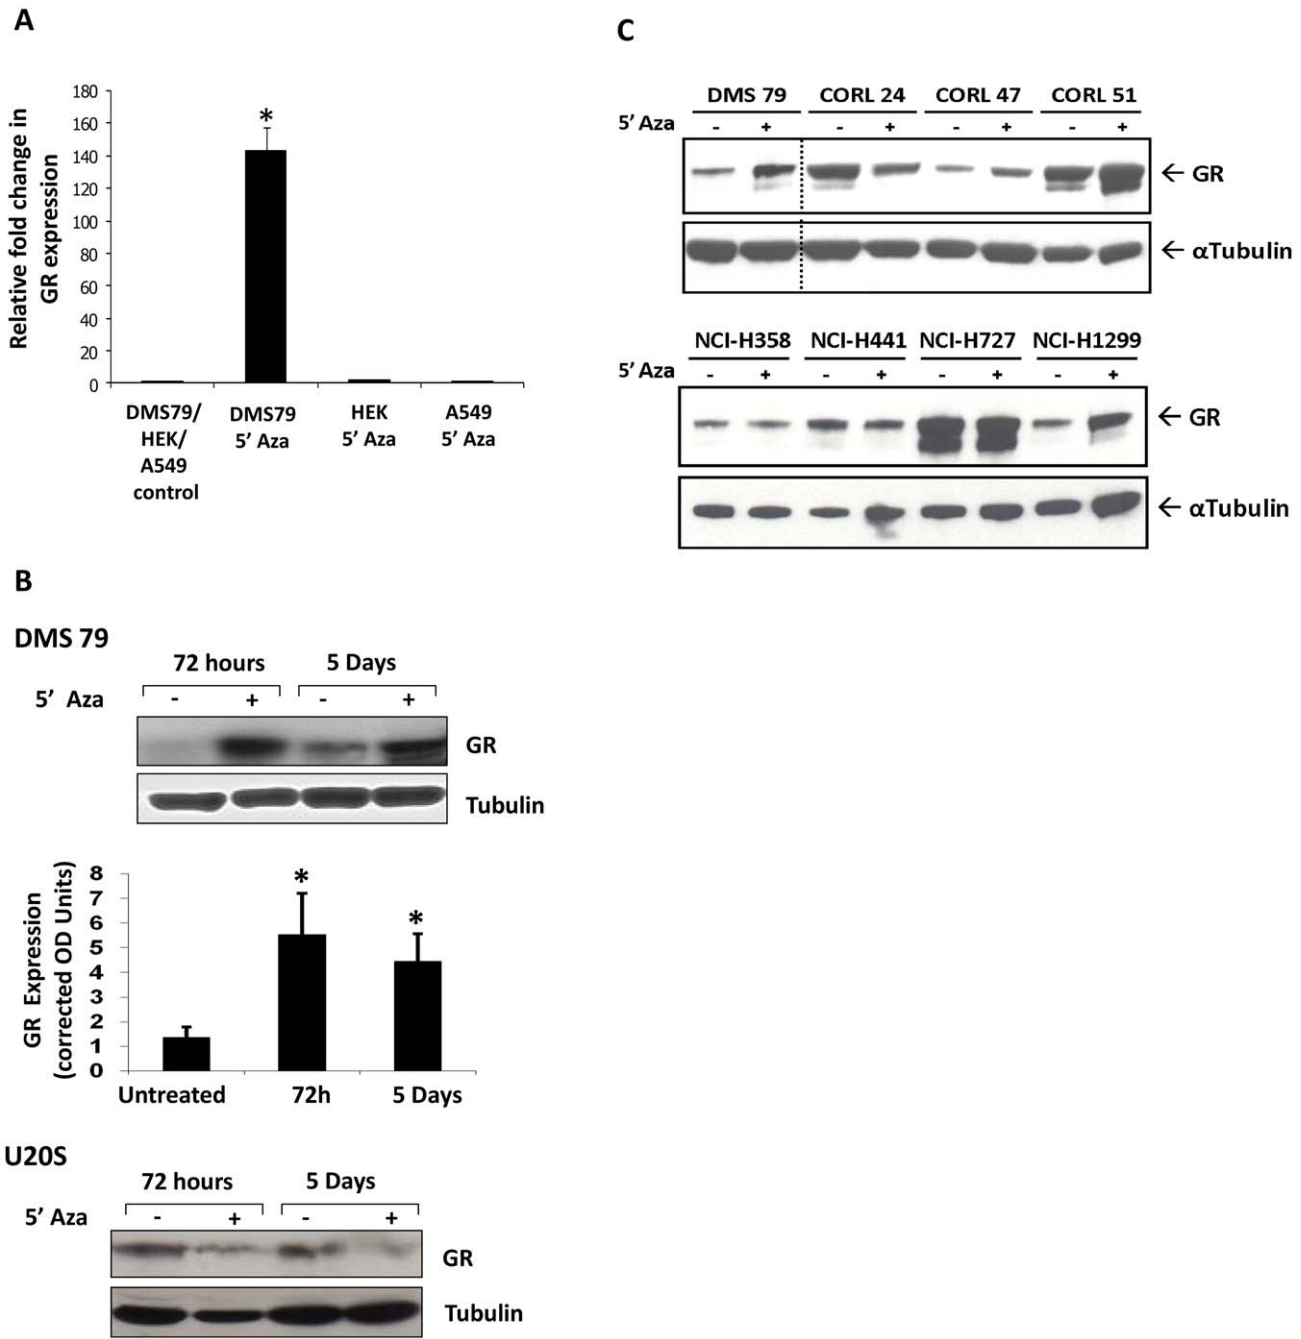 A
180
160
140
120
100
80
60
40
20
0
Relative fold change in
GR expression
*
DMS79/
HEK/
A549
control
DMS79
5’ Aza
HEK
5’ Aza
A549
5’ Aza
B
DMS 79
72 hours 5 Days
5’ Aza - + - +
GR
Tubulin
8
7
6
5
4
3
2
1
0
GR Expression
(corrected OD Units)
* *
Untreated 72h 5 Days
U20S
72 hours 5 Days
5’ Aza - + - +
GR
Tubulin
C
DMS 79 CORL 24 CORL 47 CORL 51
5’ Aza - + - + - + - +
← GR
← αTubulin
NCI-H358 NCI-H441 NCI-H727 NCI-H1299
5’ Aza - + - + - + - +
← GR
← αTubulin